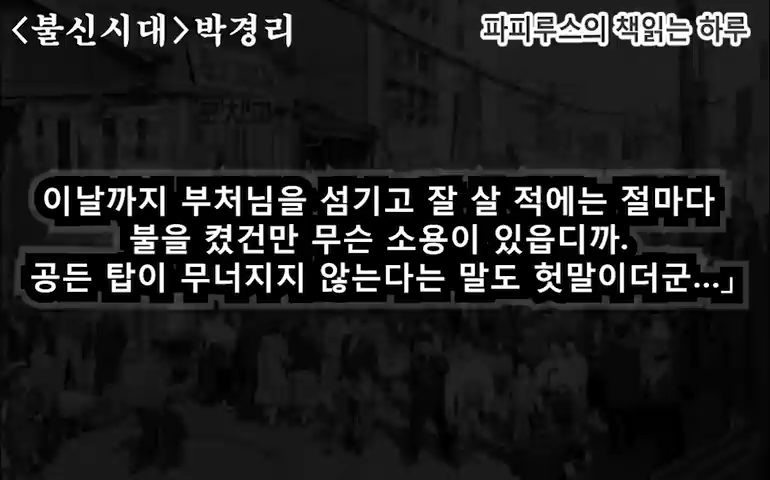 <불신시대>박경리
파피루스의 책읽는 하루
이날까지 부처님을 섬기고 잘 살 적에는 절마다
불을 켰건만 무슨 소용이 있읍디까.
공든 탑이 무너지지 않는다는 말도 헛말이더군...」